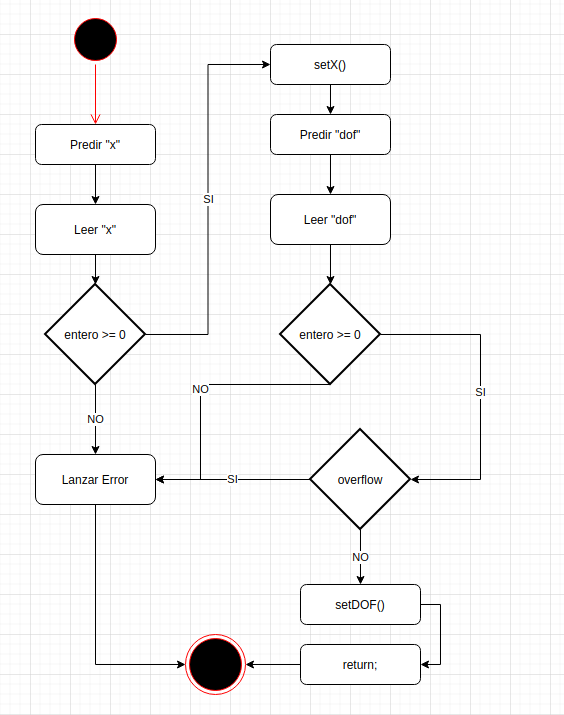 Predir "x"
Leer "x"
entero >= 0
NO
SI
setX()
Predir "dof"
Leer "dof"
entero >= 0
NO
SI
overflow
SI
Lanzar Error
NO
setDOF()
return;